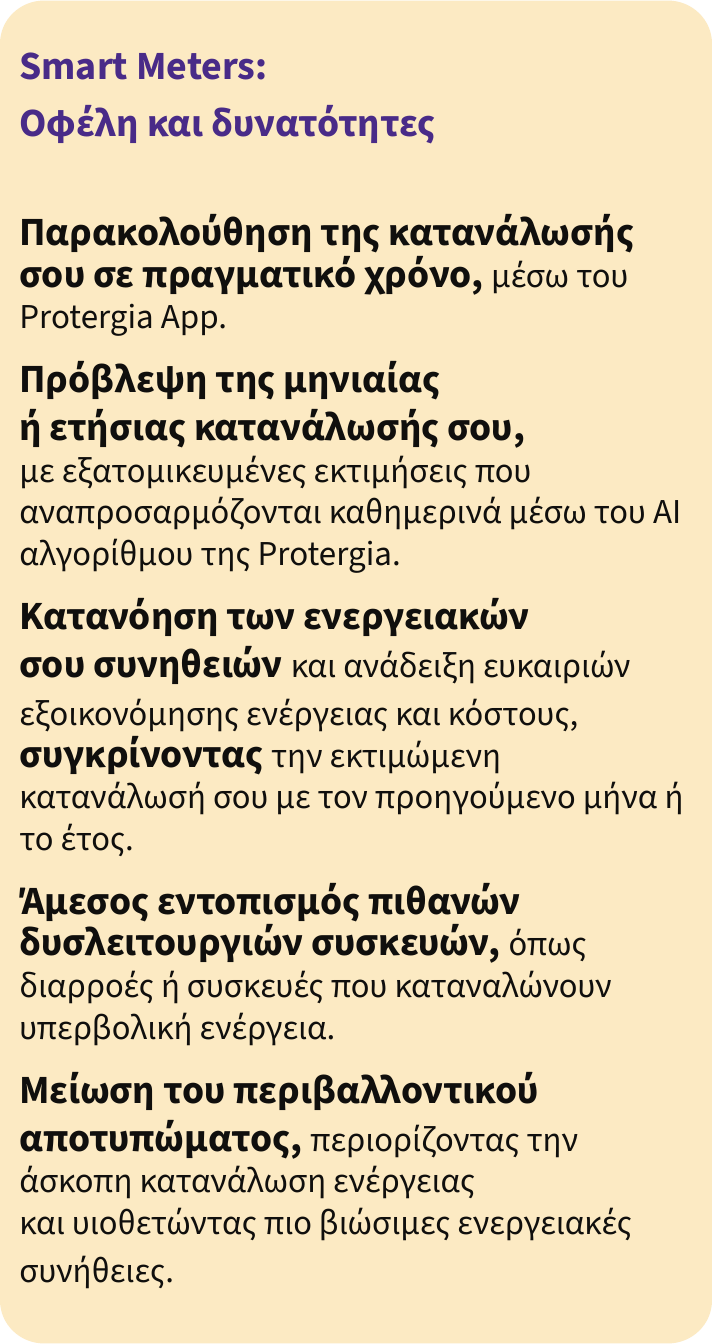 Smart Meters:
Οφέλη και δυνατότητες
Παρακολούθηση της κατανάλωσής
σου σε πραγματικό χρόνο, μέσω του
Protergia App.
Πρόβλεψη της μηνιαίας
ή ετήσιας κατανάλωσής σου,
με εξατομικευμένες εκτιμήσεις που
αναπροσαρμόζονται καθημερινά μέσω του AI
αλγορίθμου της Protergia.
Κατανόηση των ενεργειακών
σου συνηθειών και ανάδειξη ευκαιριών
εξοικονόμησης ενέργειας και κόστους,
συγκρίνοντας την εκτιμώμενη
κατανάλωσή σου με τον προηγούμενο μήνα ή
το έτος.
Άμεσος εντοπισμός πιθανών
δυσλειτουργιών συσκευών, όπως
διαρροές ή συσκευές που καταναλώνουν
υπερβολική ενέργεια.
Μείωση του περιβαλλοντικού
αποτυπώματος, περιορίζοντας την
άσκοπη κατανάλωση ενέργειας
και υιοθετώντας πιο βιώσιμες ενεργειακές
συνήθειες.